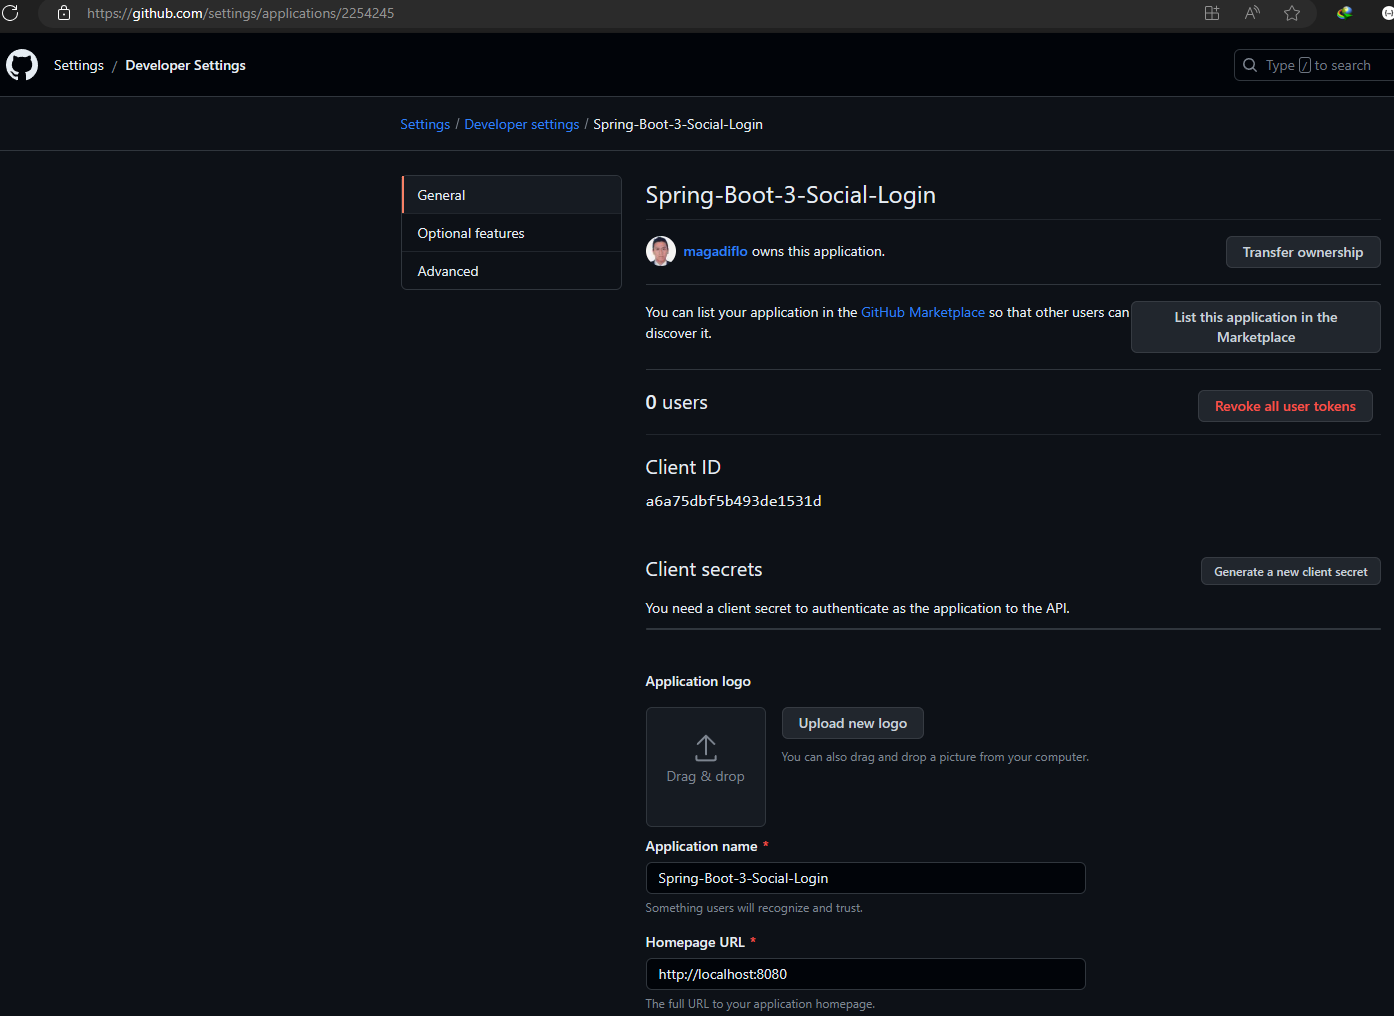 https://github.com/settings/applications/2254245
Settings / Developer Settings
Type / to search
Settings / Developer settings / Spring-Boot-3-Social-Login
General
Optional features
Advanced
Spring-Boot-3-Social-Login
magadiflo owns this application.
Transfer ownership
You can list your application in the GitHub Marketplace so that other users can
discover it.
List this application in the
Marketplace
0 users
Revoke all user tokens
Client ID
a6a75dbf5b493de1531d
Client secrets
Generate a new client secret
You need a client secret to authenticate as the application to the API.
Application logo
Drag & drop
Upload new logo
You can also drag and drop a picture from your computer.
Application name *
Spring-Boot-3-Social-Login
Something users will recognize and trust.
Homepage URL *
http://localhost:8080
The full URL to your application homepage.